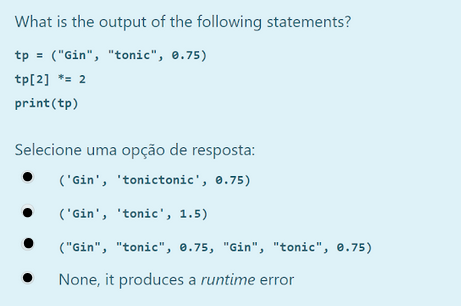 What is the output of the following statements?
tp = ("Gin", "tonic", 0.75)
tp[2] *= 2
print(tp)
Selecione uma opção de resposta:
('Gin', 'tonictonic', 0.75)
('Gin', 'tonic', 1.5)
("Gin", "tonic", 0.75, "Gin", "tonic", 0.75)
None, it produces a runtime error